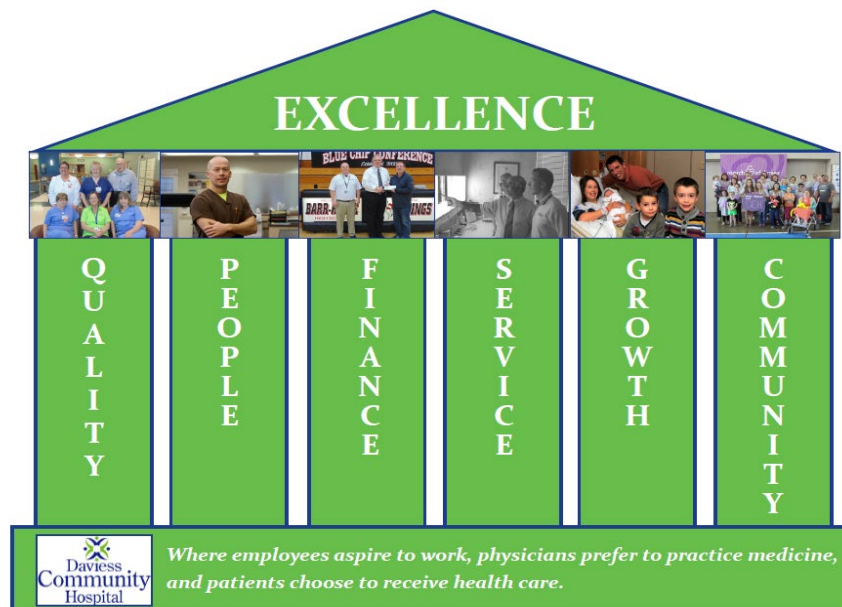 EXCELLENCE
BLUE CHIP CONFERENCE
QUALITY
PEOPLE
FINANCE
SERVICE
GROWTH
COMMUNITY
Daviess
Community
Hospital
Where employees aspire to work, physicians prefer to practice medicine,
and patients choose to receive health care.